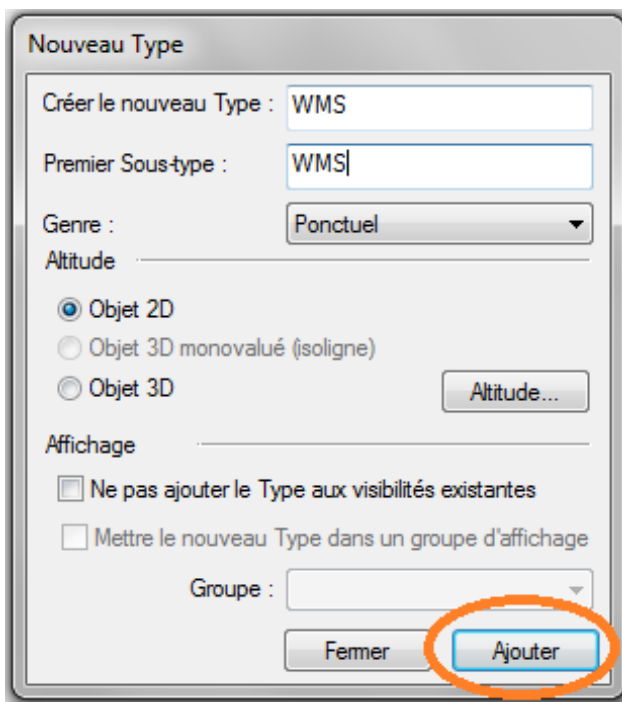 Nouveau Type
Créer le nouveau Type : WMS
Premier Sous-type : WMS
Genre : Ponctuel
Altitude
Objet 2D
Objet 3D monovalué (isoligne)
Objet 3D Altitude...
Affichage
Ne pas ajouter le Type aux visibilités existantes
Mettre le nouveau Type dans un groupe d'affichage
Groupe :
Fermer Ajouter